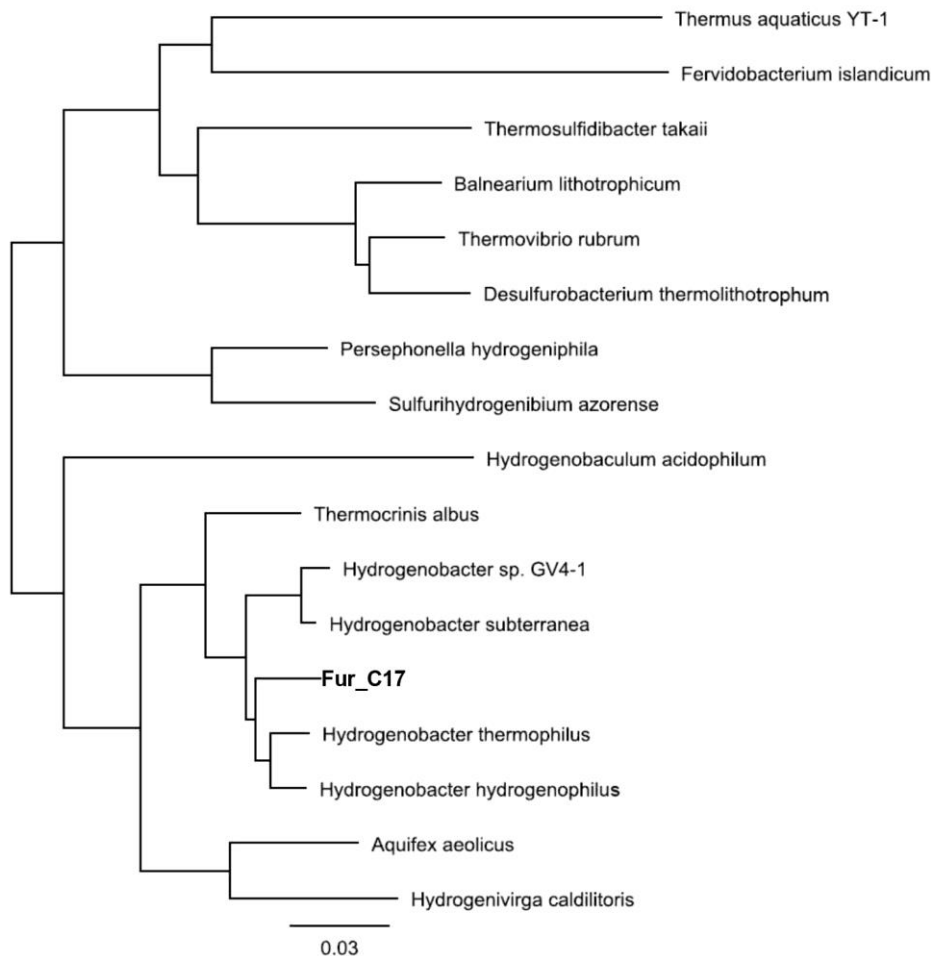 Thermus aquaticus YT-1
Fervidobacterium islandicum
Thermosulfidibacter takaii
Balnearium lithotrophicum
Thermovibrio rubrum
Desulfurobacterium thermolithotrophum
Persephonella hydrogeniphila
Sulfurihydrogenibium azorense
Hydrogenobaculum acidophilum
Thermocrinis albus
Hydrogenobacter sp. GV4-1
Hydrogenobacter subterranea
Fur_C17
Hydrogenobacter thermophilus
Hydrogenobacter hydrogenophilus
Aquifex aeolicus
Hydrogenivirga caldilitoris
0.03